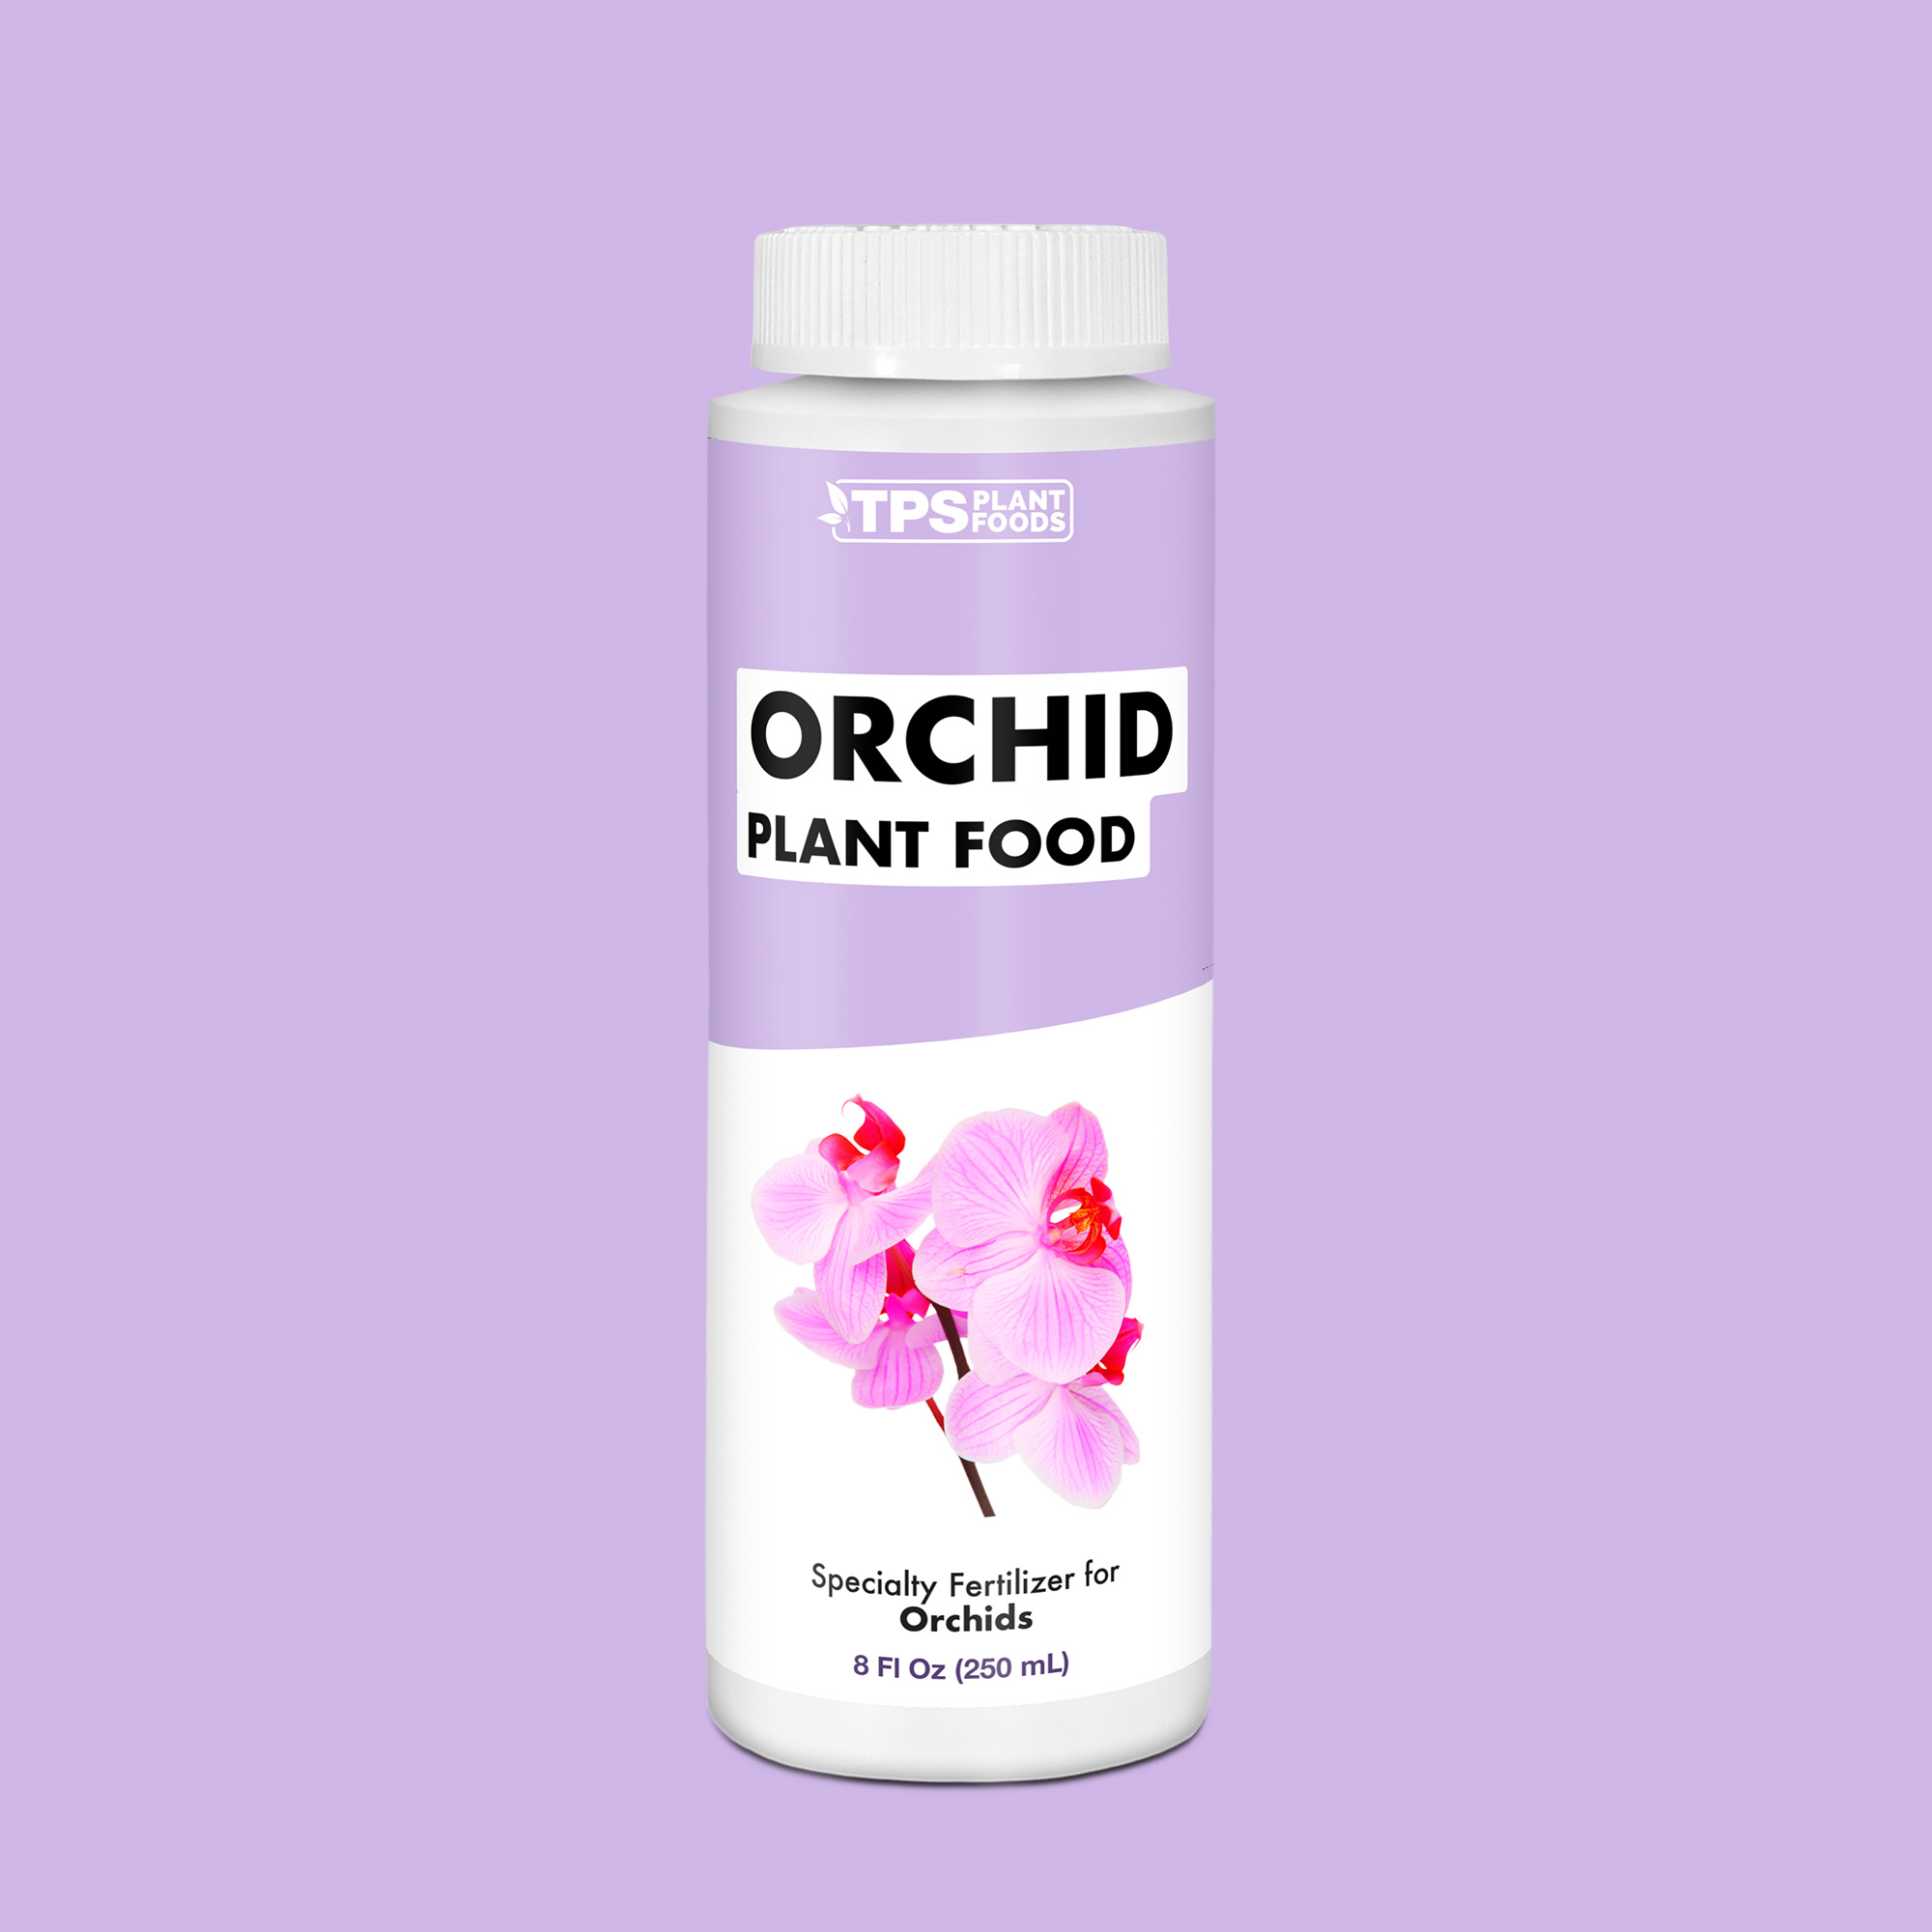 TPS PLANT
FOODS
ORCHID
PLANT FOOD
Specialty Fertilizer for
Orchids
8 Fl Oz (250 mL)